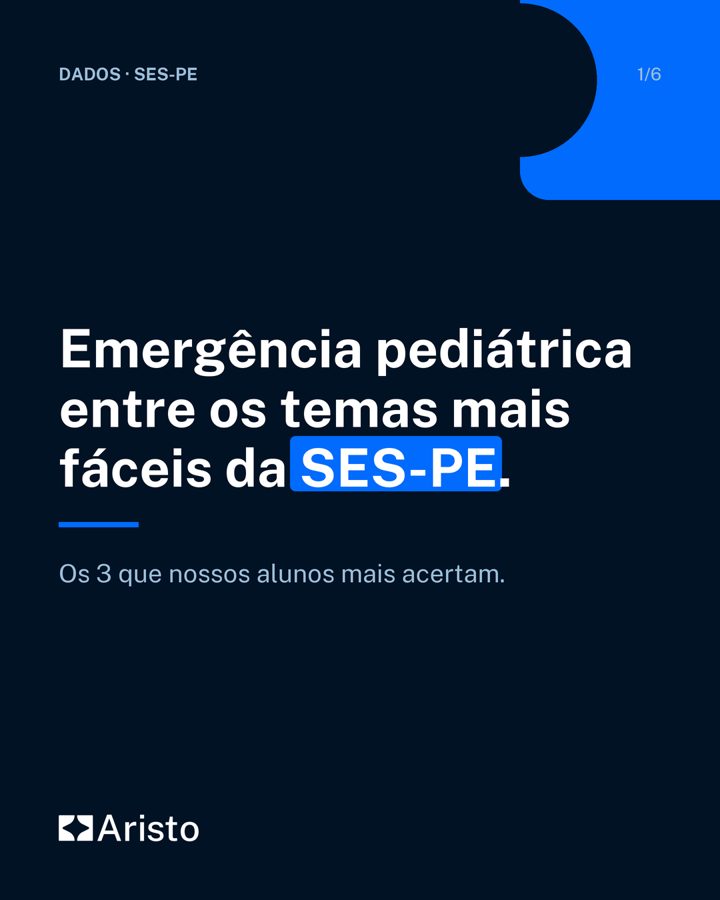 DADOS · SES-PE
1/6
Emergência pediátrica
entre os temas mais
fáceis da SES-PE.
Os 3 que nossos alunos mais acertam.
Aristo